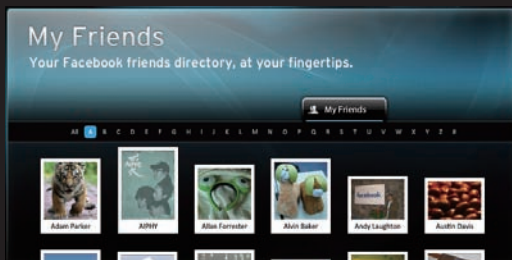 My Friends
Your Facebook friends directory, at your fingertips.
My Friends
All A B C D E F G H I J K L M N O P Q R S T U V W X Y Z #
facebook
Adam Parker AIPHY Allan Forrester Alvin Baker Andy Laughton Austin Davis